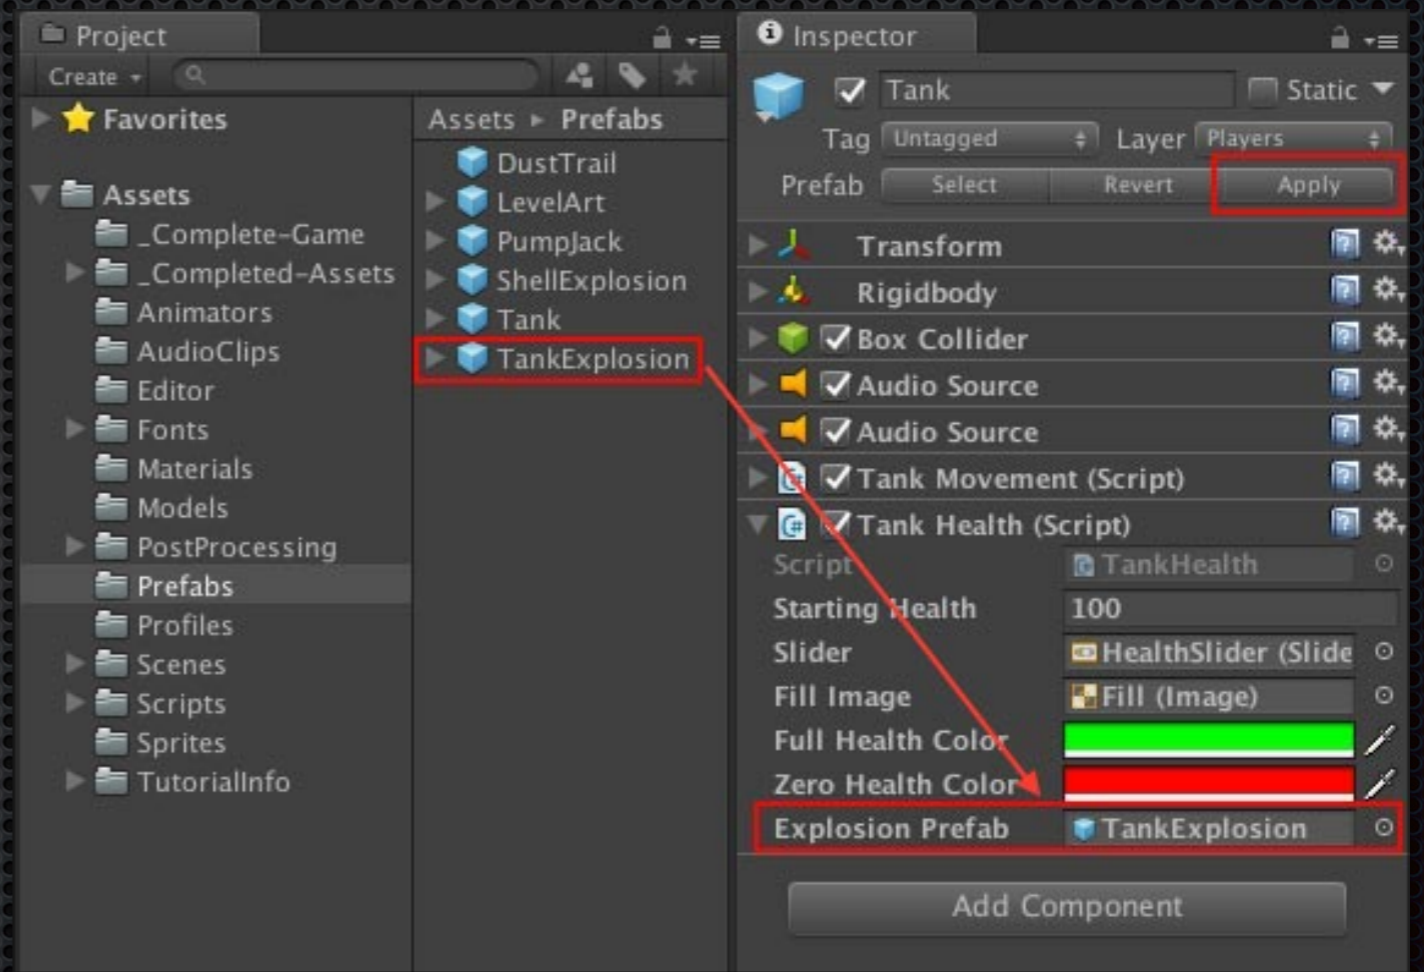 Project
Create
Favorites
Assets
_Complete-Game
_Completed-Assets
Animators
AudioClips
Editor
Fonts
Materials
Models
PostProcessing
Prefabs
Profiles
Scenes
Scripts
Sprites
TutorialInfo
Assets ▸ Prefabs
DustTrail
LevelArt
PumpJack
ShellExplosion
Tank
TankExplosion
Inspector
Tank Static
Tag Untagged Layer Players
Prefab Select Revert Apply
Transform
Rigidbody
Box Collider
Audio Source
Audio Source
Tank Movement (Script)
Tank Health (Script)
Script TankHealth
Starting Health 100
Slider HealthSlider (Slide
Fill Image Fill (Image)
Full Health Color
Zero Health Color
Explosion Prefab TankExplosion
Add Component